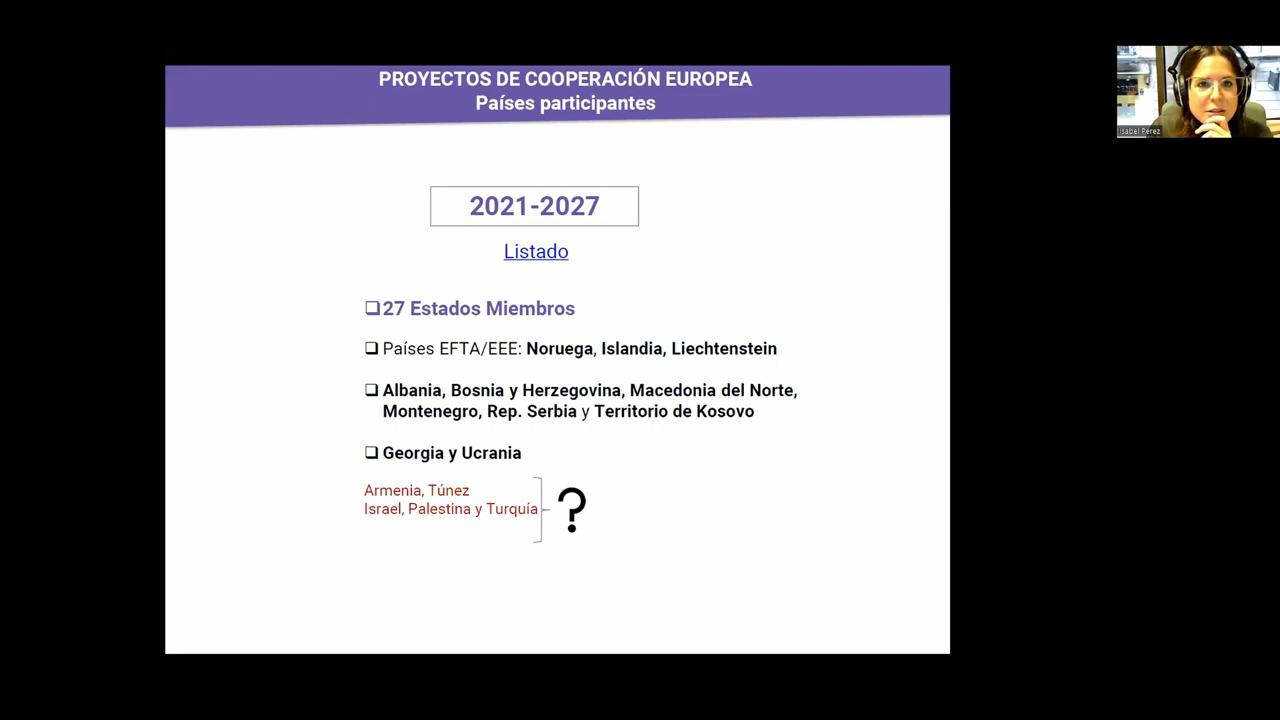 PROYECTOS DE COOPERACIÓN EUROPEA
Países participantes
2021-2027
Listado
27 Estados Miembros
Países EFTA/EEE: Noruega, Islandia, Liechtenstein
Albania, Bosnia y Herzegovina, Macedonia del Norte,
Montenegro, Rep. Serbia y Territorio de Kosovo
Georgia y Ucrania
Armenia, Túnez
Israel, Palestina y Turquía
?
Isabel Pérez